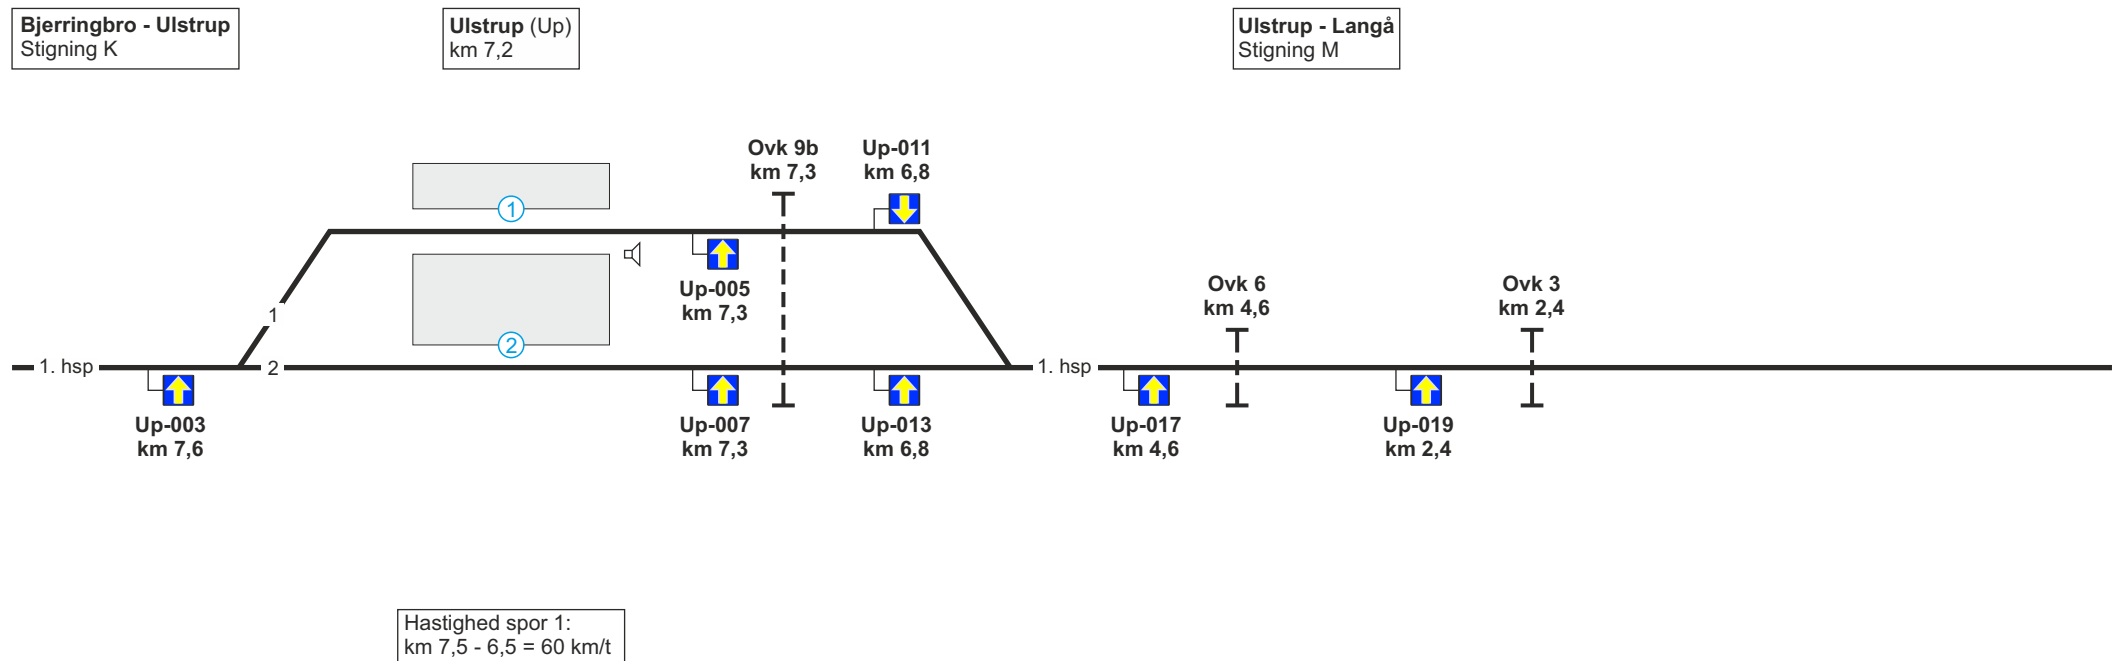 Bjerringbro - Ulstrup
Stigning K
Ulstrup (Up)
km 7,2
Ulstrup - Langå
Stigning M
Ovk 9b
km 7,3
Up-011
km 6,8
1
Up-005
km 7,3
Ovk 6
km 4,6
Ovk 3
km 2,4
1
2
1. hsp
2
1. hsp
Up-003
km 7,6
Up-007
km 7,3
Up-013
km 6,8
Up-017
km 4,6
Up-019
km 2,4
Hastighed spor 1:
km 7,5 - 6,5 = 60 km/t